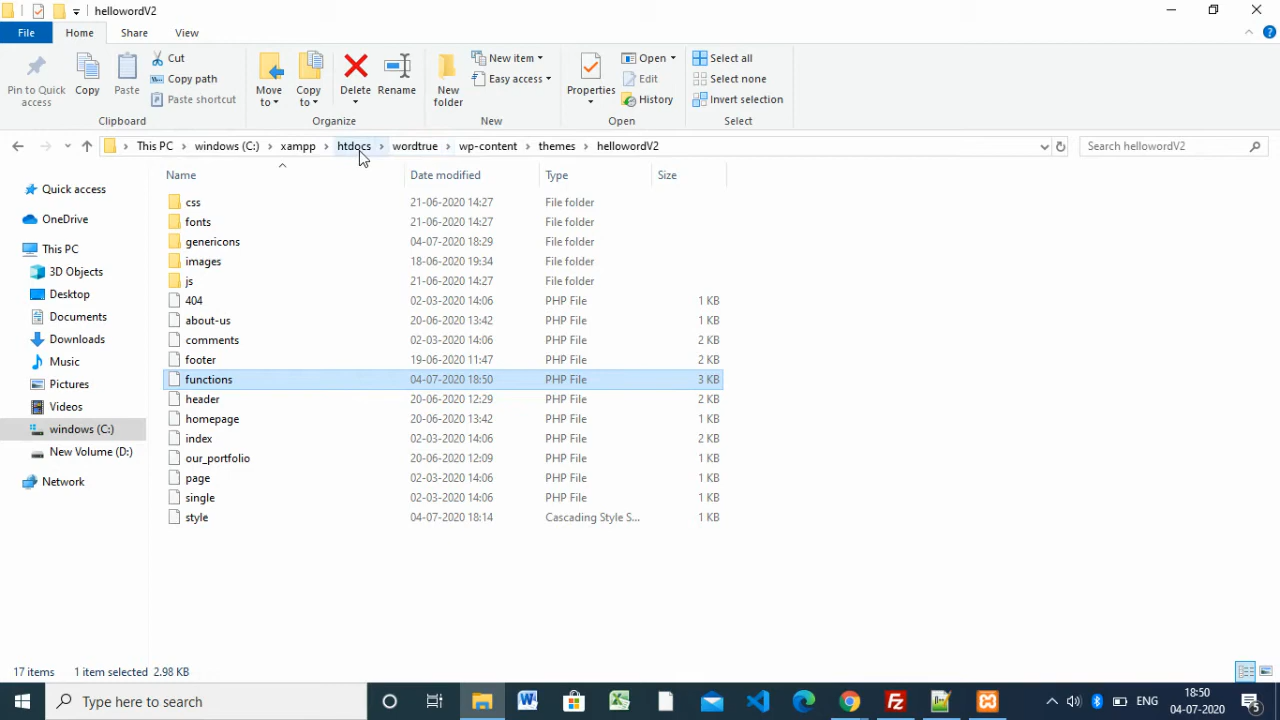 hellowordV2
File Home Share View
Pin to Quick access
Copy
Paste
Cut
Copy path
Paste shortcut
Clipboard
Move to
Copy to
Delete
Rename
Organize
New folder
New item
Easy access
New
Properties
Open
Edit
History
Open
Select all
Select none
Invert selection
Select
This PC > windows (C:) > xampp > htdocs > wordtrue > wp-content > themes > hellowordV2
Search hellowordV2
Name Date modified Type Size
Quick access
OneDrive
This PC
3D Objects
Desktop
Documents
Downloads
Music
Pictures
Videos
windows (C:)
New Volume (D:)
Network
css 21-06-2020 14:27 File folder
fonts 21-06-2020 14:27 File folder
genericons 04-07-2020 18:29 File folder
images 18-06-2020 19:34 File folder
js 21-06-2020 14:27 File folder
404 02-03-2020 14:06 PHP File 1 KB
about-us 20-06-2020 13:42 PHP File 1 KB
comments 02-03-2020 14:06 PHP File 2 KB
footer 19-06-2020 11:47 PHP File 2 KB
functions 04-07-2020 18:50 PHP File 3 KB
header 20-06-2020 12:29 PHP File 2 KB
homepage 20-06-2020 13:42 PHP File 1 KB
index 02-03-2020 14:06 PHP File 2 KB
our_portfolio 20-06-2020 12:09 PHP File 1 KB
page 02-03-2020 14:06 PHP File 1 KB
single 02-03-2020 14:06 PHP File 1 KB
style 04-07-2020 18:14 Cascading Style S... 1 KB
17 items 1 item selected 2.98 KB
Type here to search
ENG
18:50
04-07-2020
5